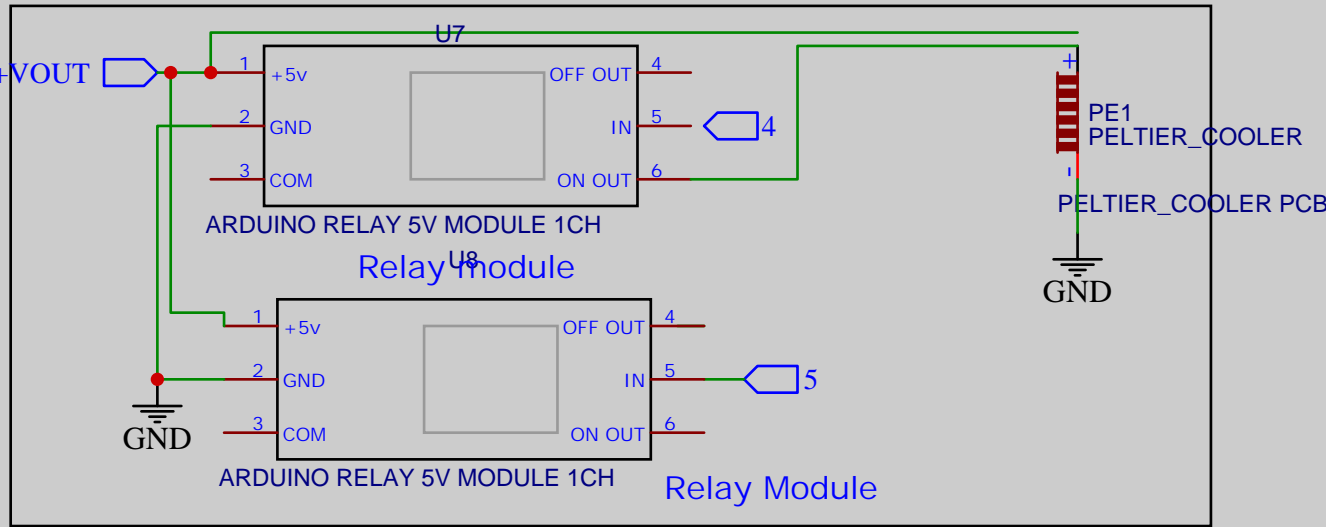 U7
+VOUT
1 +5v OFF OUT 4
2 GND IN 5 4
3 COM ON OUT 6
ARDUINO RELAY 5V MODULE 1CH
Relay module
+
PE1
PELTIER_COOLER
-
PELTIER_COOLER PCB
GND
U8
1 +5v OFF OUT 4
2 GND IN 5 5
3 COM ON OUT 6
GND
ARDUINO RELAY 5V MODULE 1CH
Relay Module